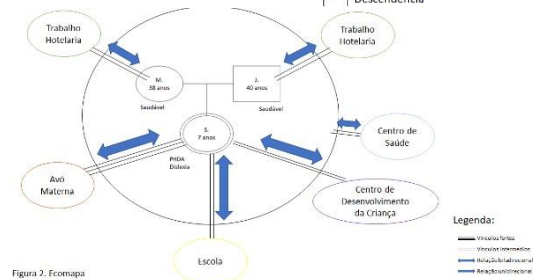 Descendência
Trabalho
Hotelaria
Trabalho
Hotelaria
M.
38 anos
J.
40 anos
Saudável
Saudável
S.
7 anos
PHDA
Dislexia
Centro de
Saúde
Avó
Materna
Centro de
Desenvolvimento
da Criança
Escola
Legenda:
Vínculos fortes
Vínculos intermédios
Relação bidirecional
Relação unidirecional
Figura 2. Ecomapa